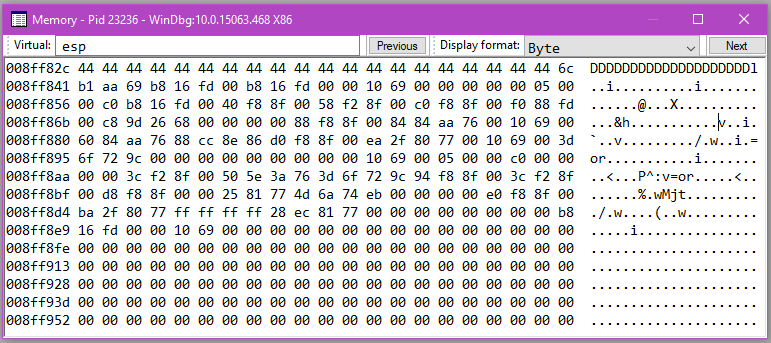 Memory - Pid 23236 - WinDbg:10.0.15063.468 X86
Virtual: esp Previous Display format: Byte Next
008ff82c 44 44 44 44 44 44 44 44 44 44 44 44 44 44 44 44 44 44 44 44 6c DDDDDDDDDDDDDDDDDDDDl
008ff841 b1 aa 69 b8 16 fd 00 b8 16 fd 00 00 10 69 00 00 00 00 00 05 00 ..i..........i.......
008ff856 00 c0 b8 16 fd 00 40 f8 8f 00 58 f2 8f 00 c0 f8 8f 00 f0 88 fd ......@...X..........
008ff86b 00 c8 9d 26 68 00 00 00 00 88 f8 8f 00 84 84 aa 76 00 10 69 00 ...&h...........v..i.
008ff880 60 84 aa 76 88 cc 8e 86 d0 f8 8f 00 ea 2f 80 77 00 10 69 00 3d `..v........./.w..i.=
008ff895 6f 72 9c 00 00 00 00 00 00 00 00 00 10 69 00 05 00 00 c0 00 00 or...........i.......
008ff8aa 00 00 3c f2 8f 00 50 5e 3a 76 3d 6f 72 9c 94 f8 8f 00 3c f2 8f ..<...P^:v=or.....<..
008ff8bf 00 d8 f8 8f 00 00 25 81 77 4d 6a 74 eb 00 00 00 00 e0 f8 8f 00 ......%.wMjt.........
008ff8d4 ba 2f 80 77 ff ff ff ff 28 ec 81 77 00 00 00 00 00 00 00 00 b8 ./.w....(..w.........
008ff8e9 16 fd 00 00 10 69 00 00 00 00 00 00 00 00 00 00 00 00 00 00 00 .....i...............
008ff8fe 00 00 00 00 00 00 00 00 00 00 00 00 00 00 00 00 00 00 00 00 00 .....................
008ff913 00 00 00 00 00 00 00 00 00 00 00 00 00 00 00 00 00 00 00 00 00 .....................
008ff928 00 00 00 00 00 00 00 00 00 00 00 00 00 00 00 00 00 00 00 00 00 .....................
008ff93d 00 00 00 00 00 00 00 00 00 00 00 00 00 00 00 00 00 00 00 00 00 .....................
008ff952 00 00 00 00 00 00 00 00 00 00 00 00 00 00 00 00 00 00 00 00 00 .....................